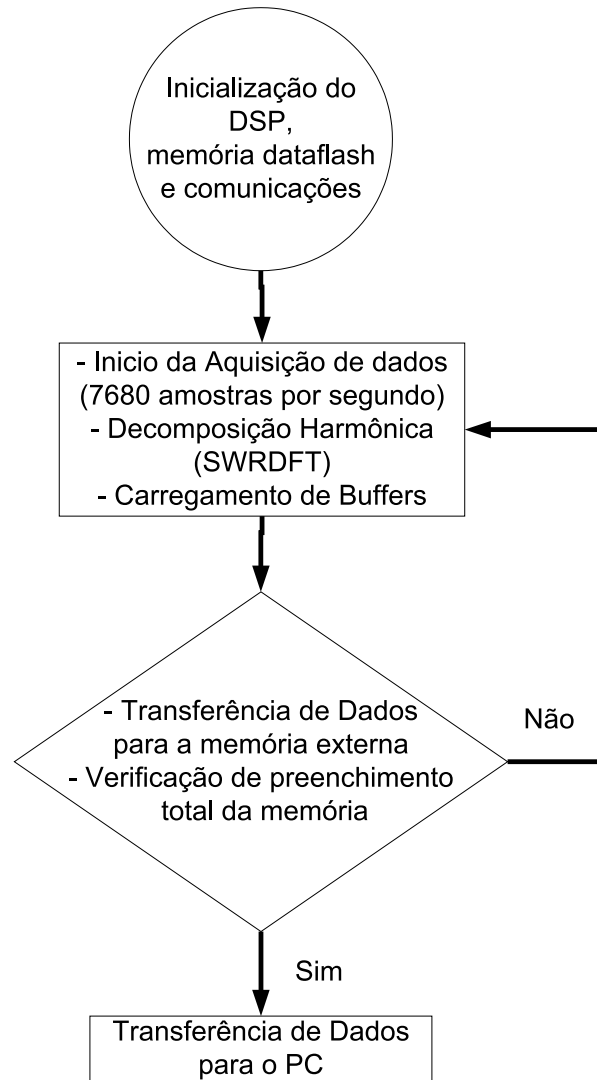 Inicialização do
DSP,
memória dataflash
e comunicações
- Inicio da Aquisição de dados
(7680 amostras por segundo)
- Decomposição Harmônica
(SWRDFT)
- Carregamento de Buffers
- Transferência de Dados
para a memória externa
- Verificação de preenchimento
total da memória
Não
Sim
Transferência de Dados
para o PC